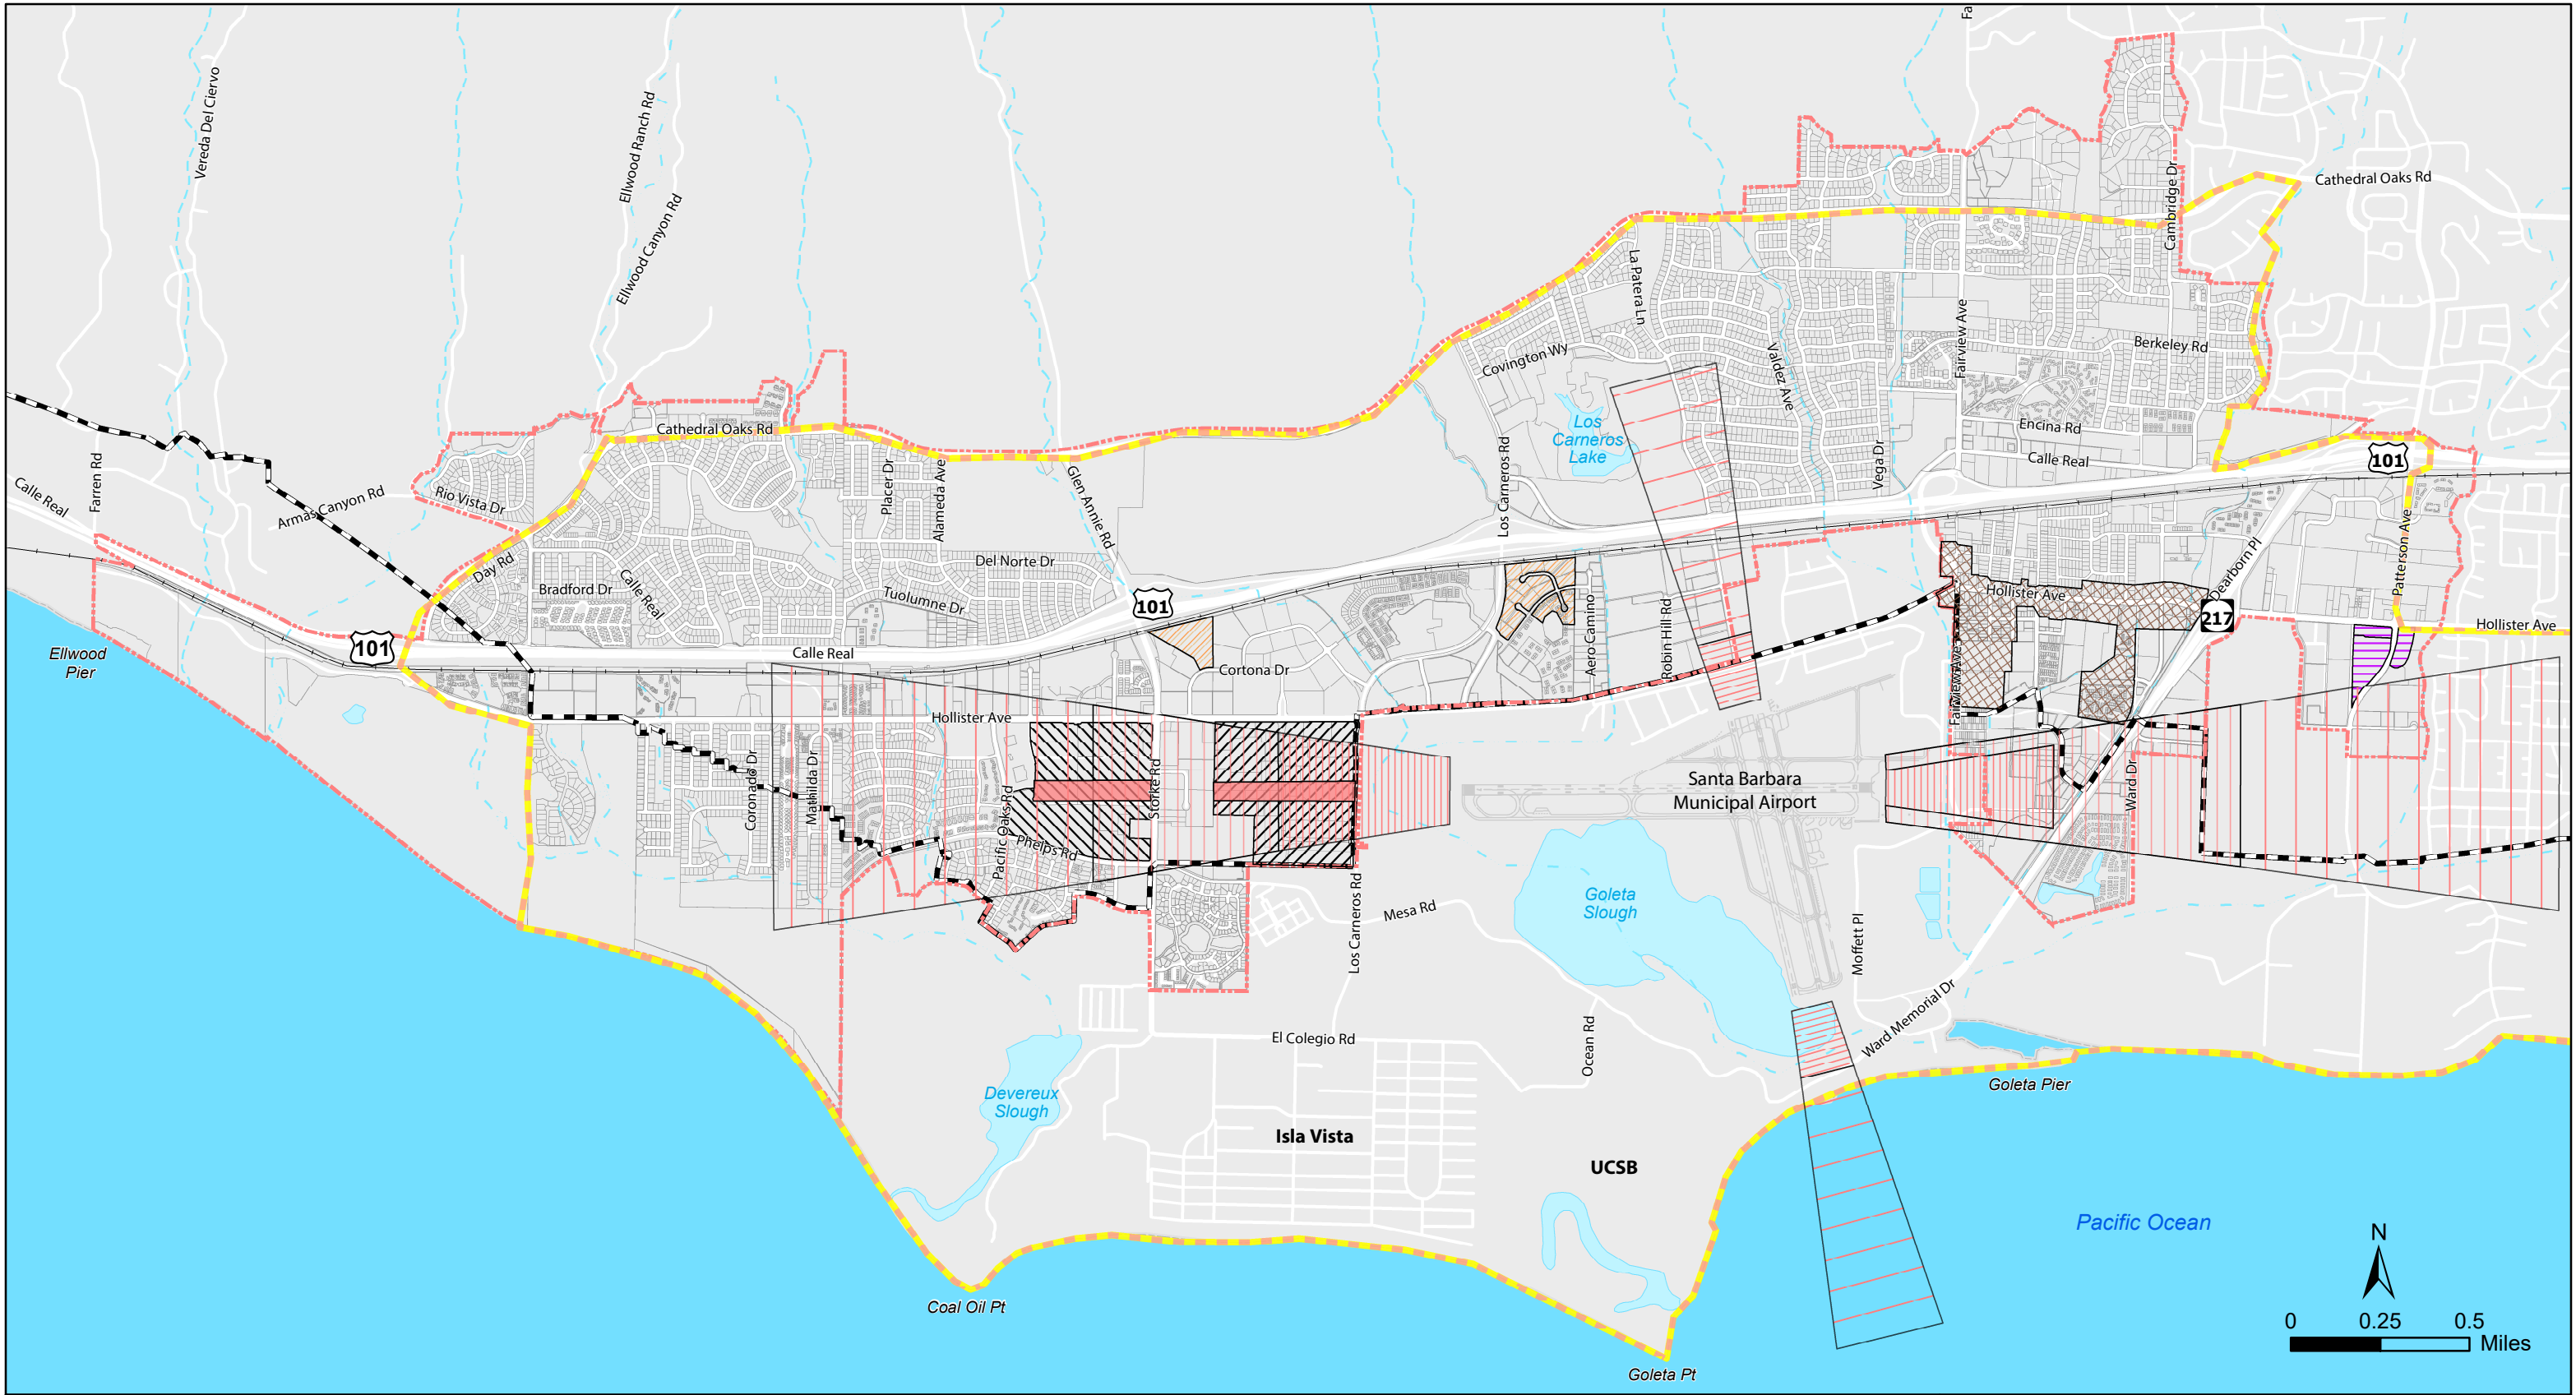 Fa
Vereda Del Ciervo
Ellwood Ranch Rd
Ellwood Canyon Rd
Cathedral Oaks Rd
Cambridge Dr
La Patera Ln
Fairview Ave
Valdez Ave
Berkeley Rd
Covington Wy
Los
Carneros
Lake
Encina Rd
Calle Real
101
Cathedral Oaks Rd
Vega Dr
Los Carneros Rd
Placer Dr
Alameda Ave
Glen Annie Rd
Farren Rd
Calle Real
Armas Canyon Rd
Rio Vista Dr
Day Rd
Bradford Dr
Calle Real
Del Norte Dr
Tuolumne Dr
101
Patterson Ave
Dearborn Pl
Hollister Ave
217
Hollister Ave
Aero Camino
Robin Hill Rd
101
Ellwood
Pier
Calle Real
Cortona Dr
Fairview Ave
Hollister Ave
Coronado Dr
Mathilda Dr
Pacific Oaks Rd
Storke Rd
Phelps Rd
Santa Barbara
Municipal Airport
Ward Dr
Goleta
Slough
Los Carneros Rd
Mesa Rd
Moffett Pl
Ward Memorial Dr
El Colegio Rd
Ocean Rd
Goleta Pier
Devereux
Slough
Isla Vista
UCSB
Pacific Ocean
N
Coal Oil Pt
0 0.25 0.5
Miles
Goleta Pt